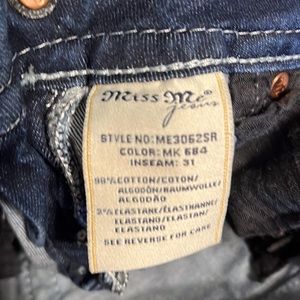 Miss Me®
jeans
STYLE NO: ME3062SR
COLOR: MK 684
INSEAM: 31
98% COTTON/COTON/
ALGODÓN/BAUMWOLLE/
ALGODÃO
2% ELASTANE/ELASTHANNE/
ELASTANO/ELASTAN/
ELASTANO
SEE REVERSE FOR CARE